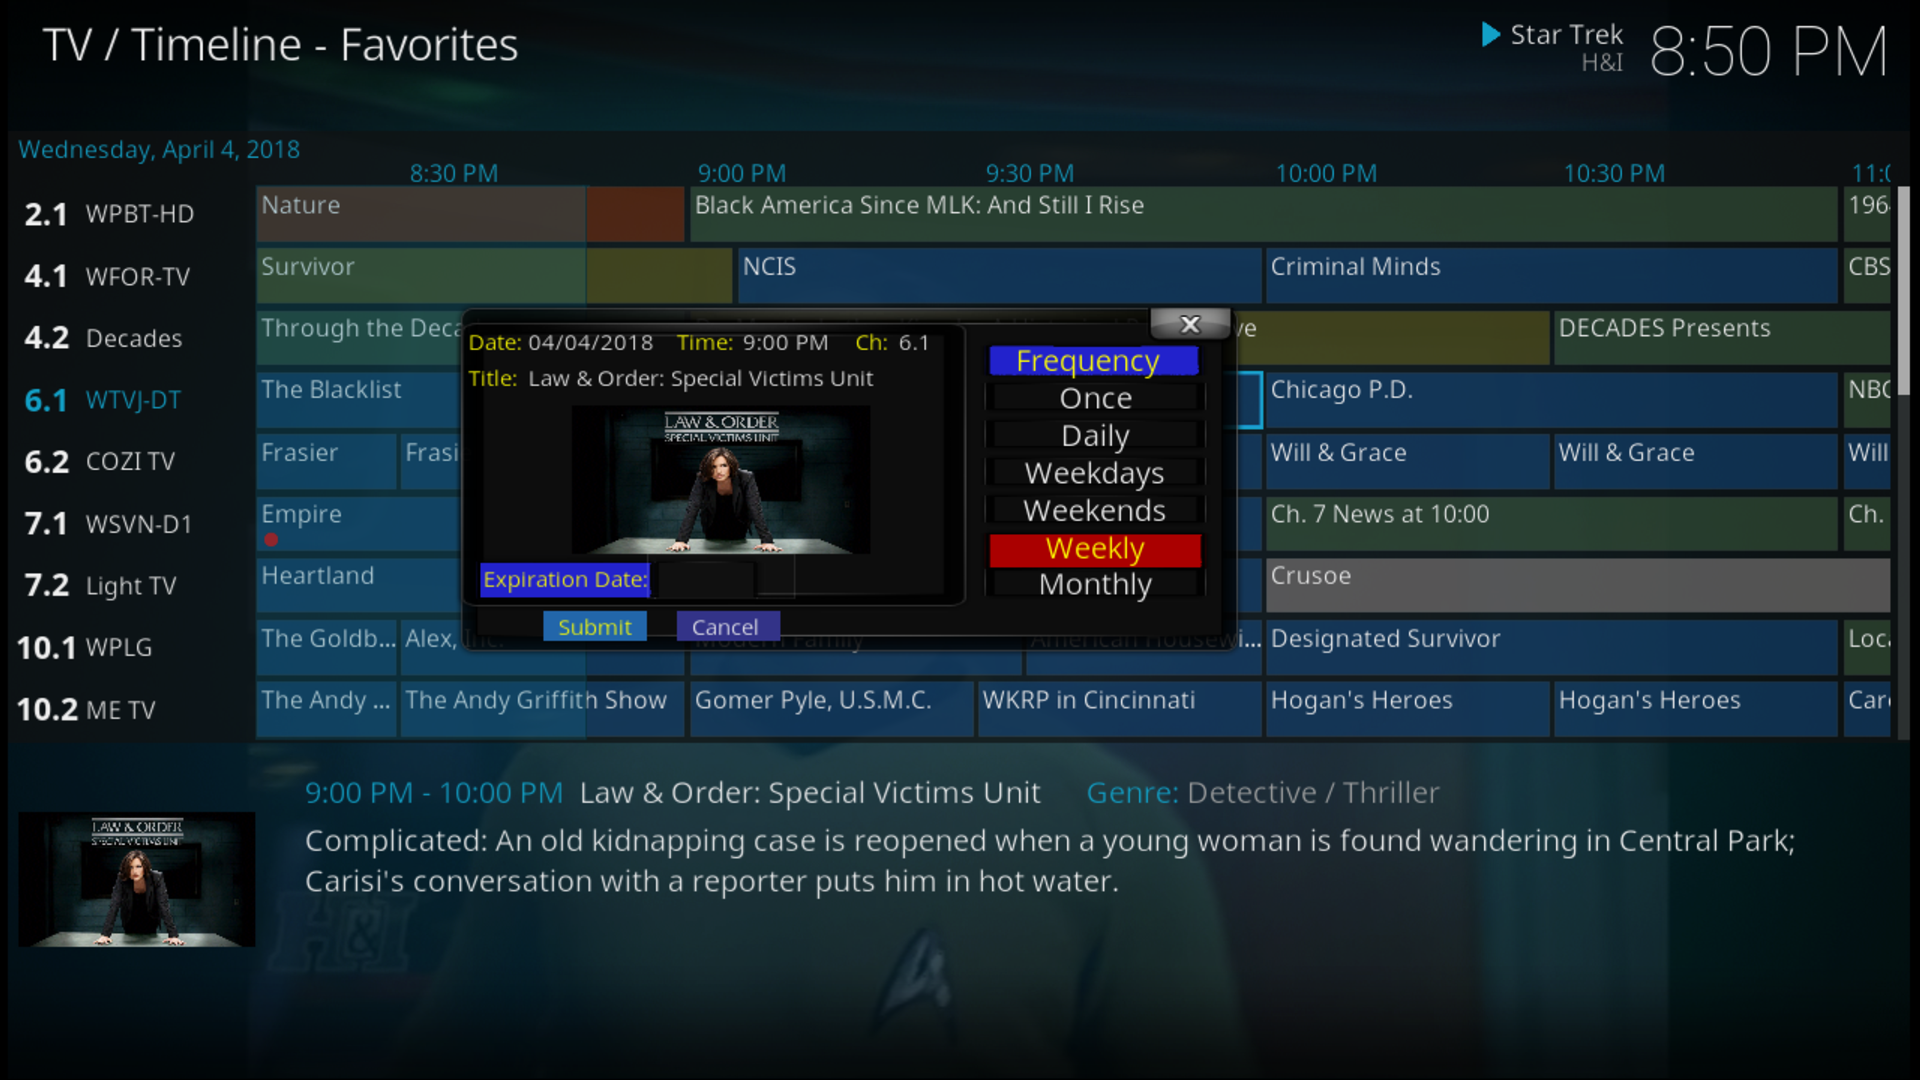 TV / Timeline - Favorites
Star Trek
H&I
8:50 PM
Wednesday, April 4, 2018
8:30 PM 9:00 PM 9:30 PM 10:00 PM 10:30 PM 11:0
2.1 WPBT-HD Nature Black America Since MLK: And Still I Rise 196
4.1 WFOR-TV Survivor NCIS Criminal Minds CBS
4.2 Decades Through the Deca ve DECADES Presents
6.1 WTVJ-DT The Blacklist Chicago P.D. NBC
6.2 COZI TV Frasier Frasi Will & Grace Will & Grace Will
7.1 WSVN-D1 Empire Ch. 7 News at 10:00 Ch.
7.2 Light TV Heartland Crusoe
10.1 WPLG The Goldb... Alex, Inc. Modern Family American Housewi... Designated Survivor Loca
10.2 ME TV The Andy ... The Andy Griffith Show Gomer Pyle, U.S.M.C. WKRP in Cincinnati Hogan's Heroes Hogan's Heroes Car
X
Date: 04/04/2018 Time: 9:00 PM Ch: 6.1
Title: Law & Order: Special Victims Unit
LAW & ORDER
SPECIAL VICTIMS UNIT
Expiration Date:
Submit Cancel
Frequency
Once
Daily
Weekdays
Weekends
Weekly
Monthly
9:00 PM - 10:00 PM Law & Order: Special Victims Unit Genre: Detective / Thriller
Complicated: An old kidnapping case is reopened when a young woman is found wandering in Central Park;
Carisi's conversation with a reporter puts him in hot water.
LAW & ORDER
SPECIAL VICTIMS UNIT
H&I